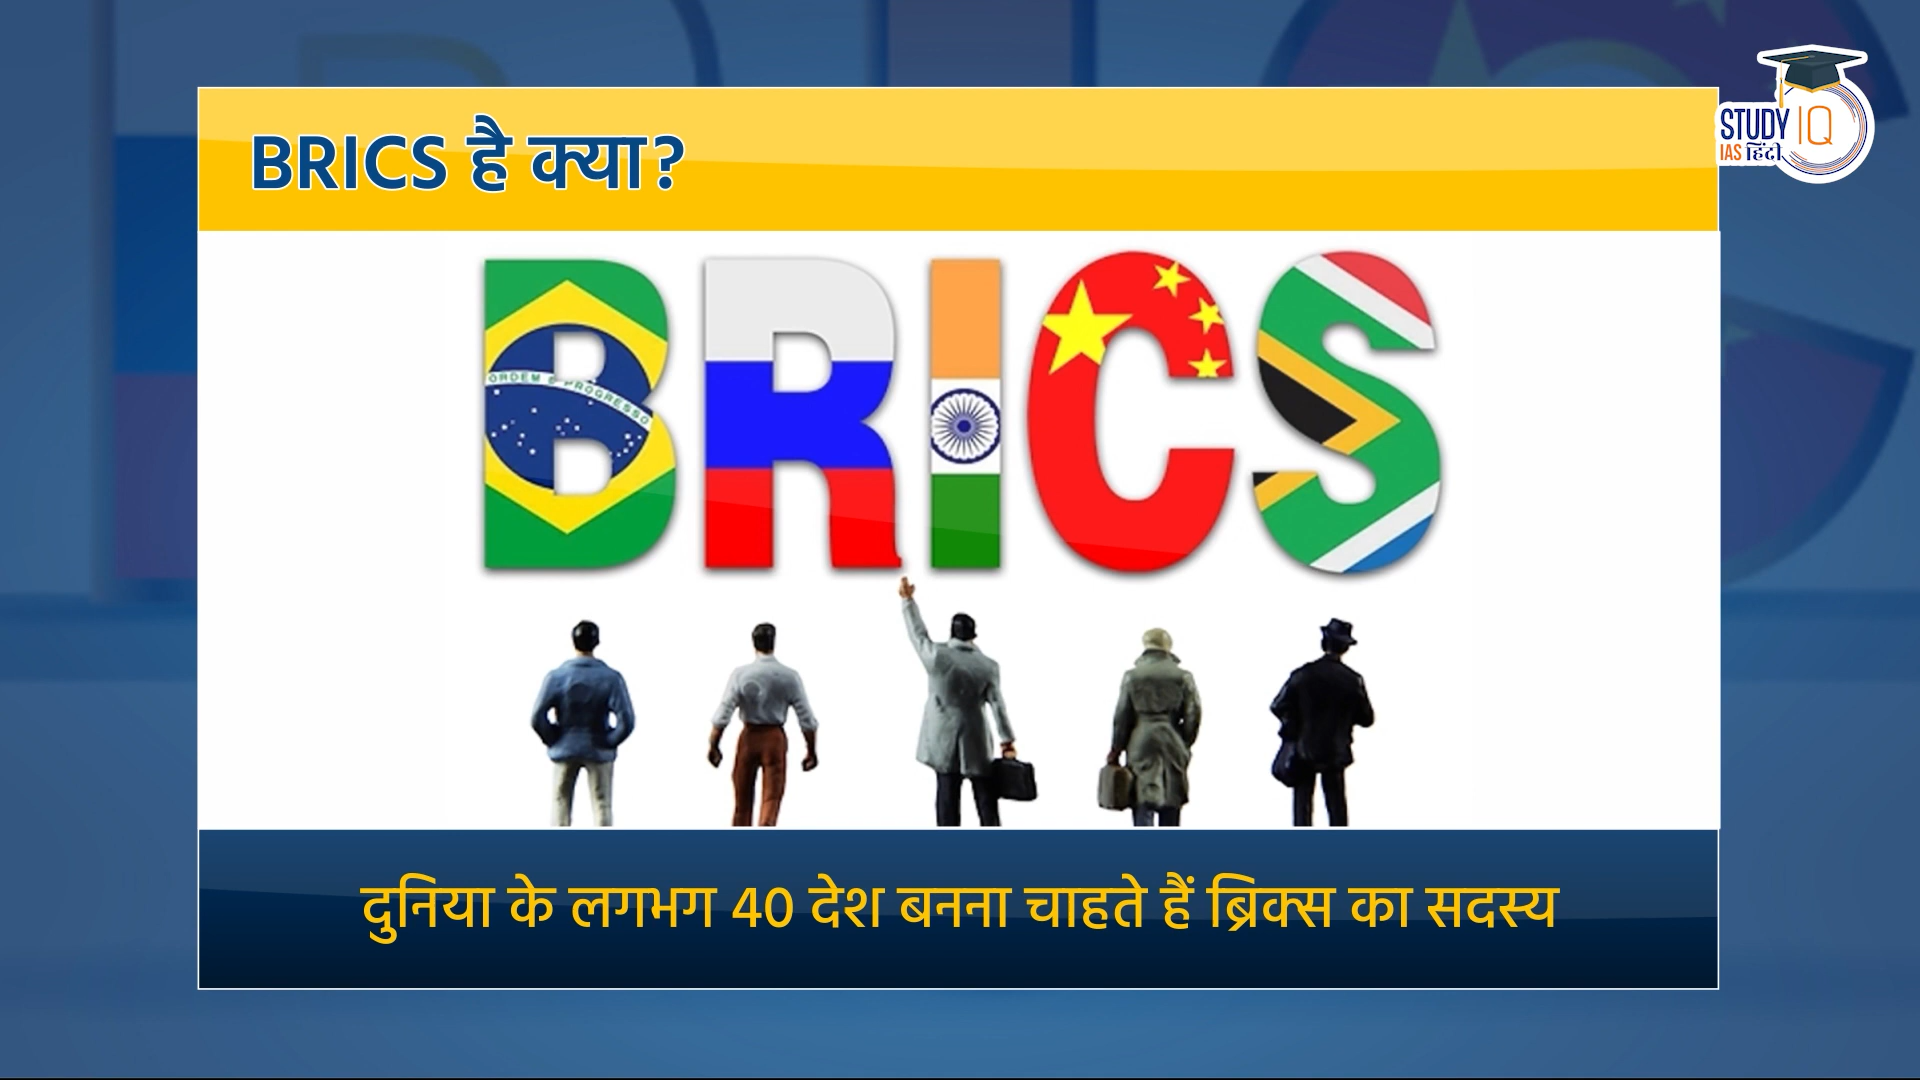 BRICS है क्या?
STUDY IQ
IAS हिंदी
BRICS
ORDEM E PROGRESSO
दुनिया के लगभग 40 देश बनना चाहते हैं ब्रिक्स का सदस्य